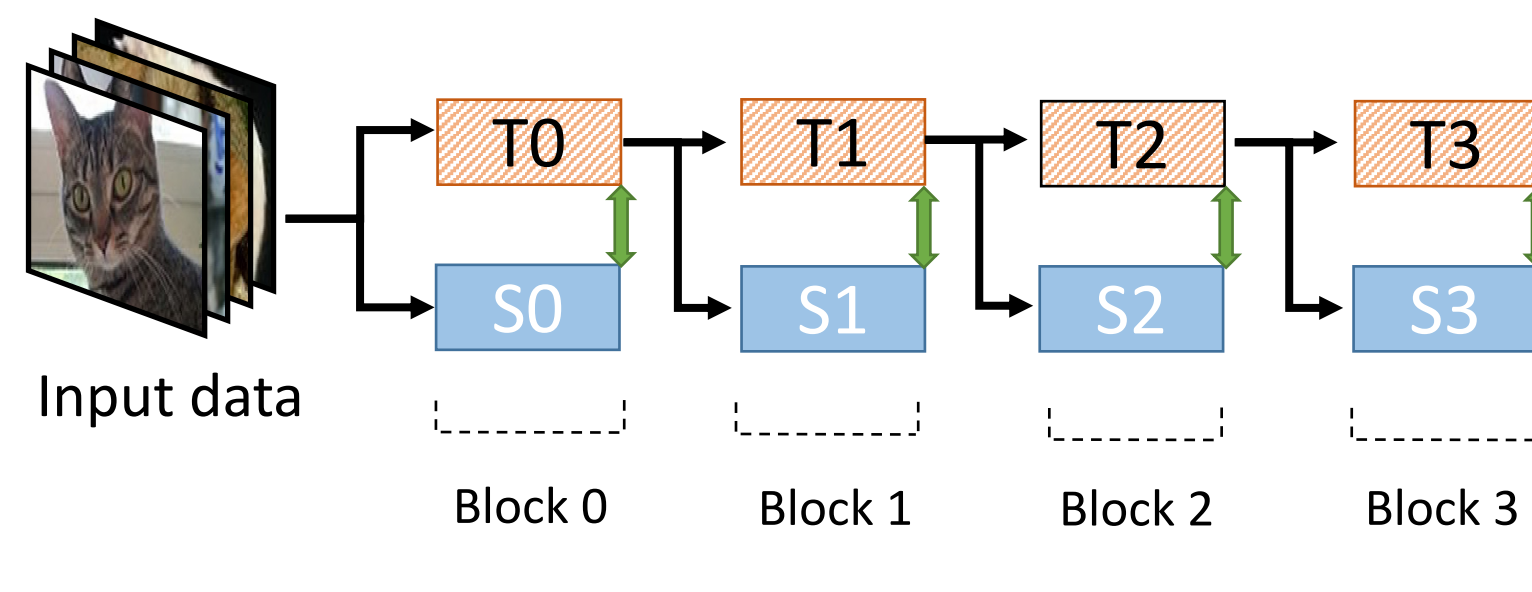 T0 T1 T2 T3
S0 S1 S2 S3
Input data
Block 0 Block 1 Block 2 Block 3